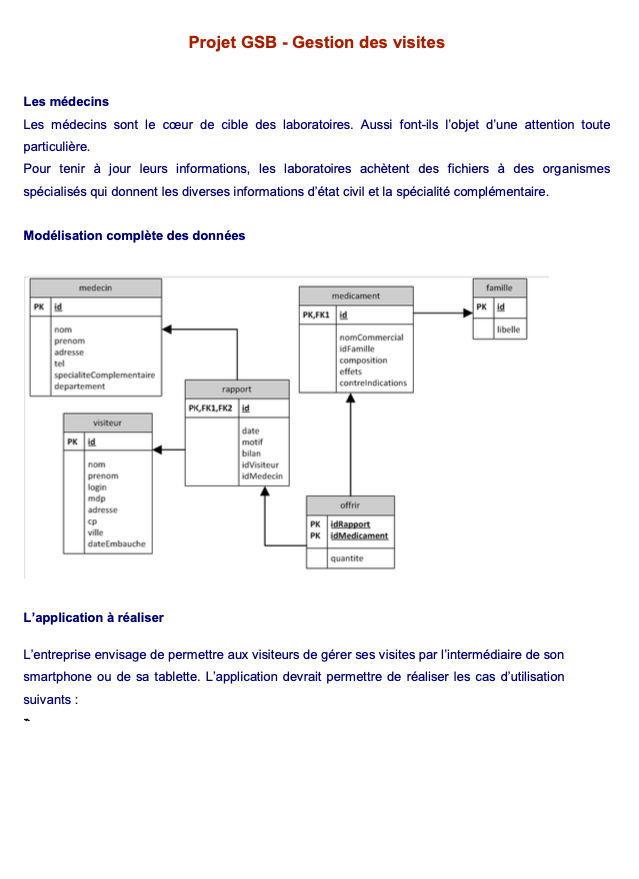 Projet GSB - Gestion des visites
Les médecins
Les médecins sont le cœur de cible des laboratoires. Aussi font-ils l'objet d'une attention toute
particulière.
Pour tenir à jour leurs informations, les laboratoires achètent des fichiers à des organismes
spécialisés qui donnent les diverses informations d'état civil et la spécialité complémentaire.
Modélisation complète des données
medecin
PK id
nom
prenom
adresse
tel
specialiteComplementaire
departement
medicament
PK,FK1 id
nomCommercial
idFamille
composition
effets
contreIndications
famille
PK id
libelle
rapport
PK,FK1,FK2 id
date
motif
bilan
idVisiteur
idMedecin
visiteur
PK id
nom
prenom
login
mdp
adresse
cp
ville
dateEmbauche
offrir
PK idRapport
PK idMedicament
quantite
L'application à réaliser
L'entreprise envisage de permettre aux visiteurs de gérer ses visites par l'intermédiaire de son
smartphone ou de sa tablette. L'application devrait permettre de réaliser les cas d'utilisation
suivants :